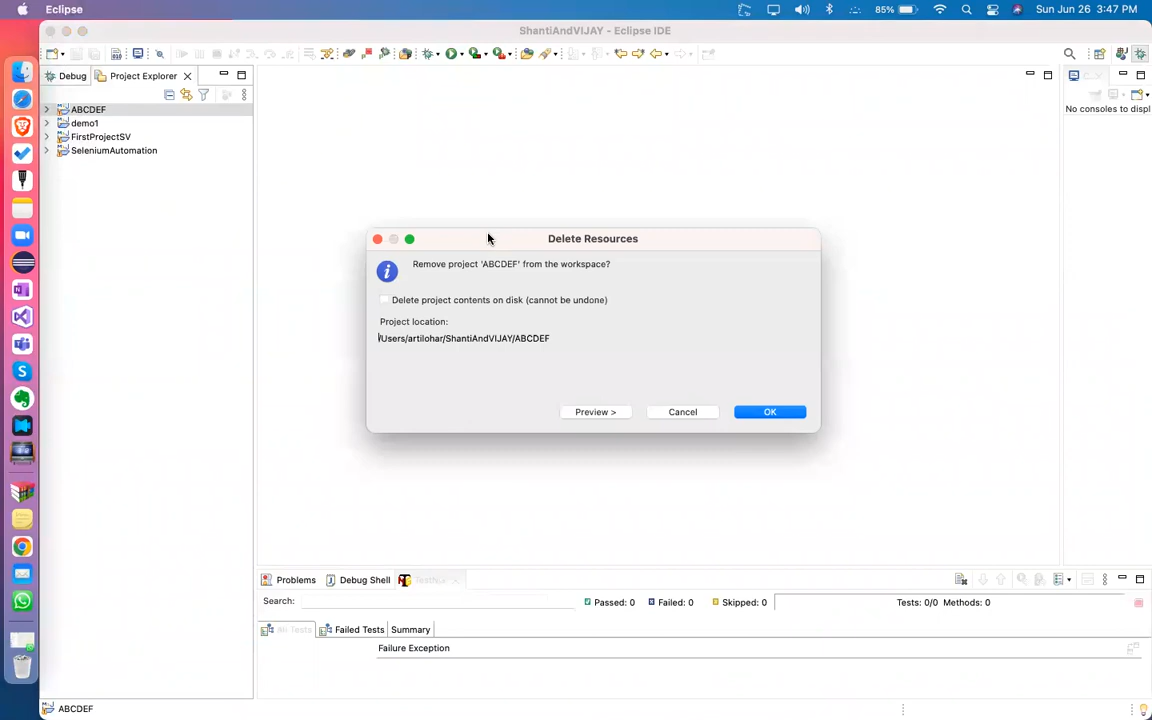 Eclipse
85%
Sun Jun 26 3:47 PM
ShantiAndVIJAY - Eclipse IDE
Debug
Project Explorer
ABCDEF
demo1
FirstProjectSV
SeleniumAutomation
No consoles to displ
Delete Resources
Remove project 'ABCDEF' from the workspace?
Delete project contents on disk (cannot be undone)
Project location:
/Users/artilohar/ShantiAndVIJAY/ABCDEF
Preview >
Cancel
OK
Problems
Debug Shell
Search:
Passed: 0
Failed: 0
Skipped: 0
Tests: 0/0 Methods: 0
All Tests
Failed Tests
Summary
Failure Exception
ABCDEF